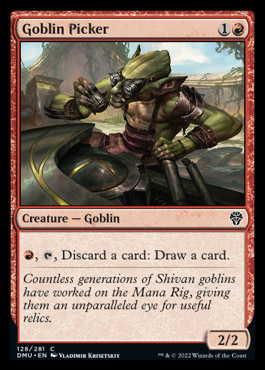 Goblin Picker 1
Creature — Goblin
, , Discard a card: Draw a card.
Countless generations of Shivan goblins
have worked on the Mana Rig, giving
them an unparalleled eye for useful
relics.
2/2
128/281 C
DMU • EN Vladimir Krisetskiy
™ & © 2022 Wizards of the Coast